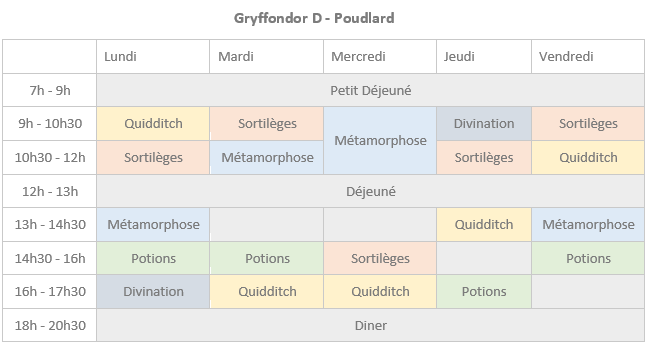 Gryffondor D - Poudlard
Lundi Mardi Mercredi Jeudi Vendredi
7h - 9h Petit Déjeuné
9h - 10h30 Quidditch Sortilèges Métamorphose Divination Sortilèges
10h30 - 12h Sortilèges Métamorphose Sortilèges Quidditch
12h - 13h Déjeuné
13h - 14h30 Métamorphose Quidditch Métamorphose
14h30 - 16h Potions Potions Sortilèges Potions
16h - 17h30 Divination Quidditch Quidditch Potions
18h - 20h30 Diner